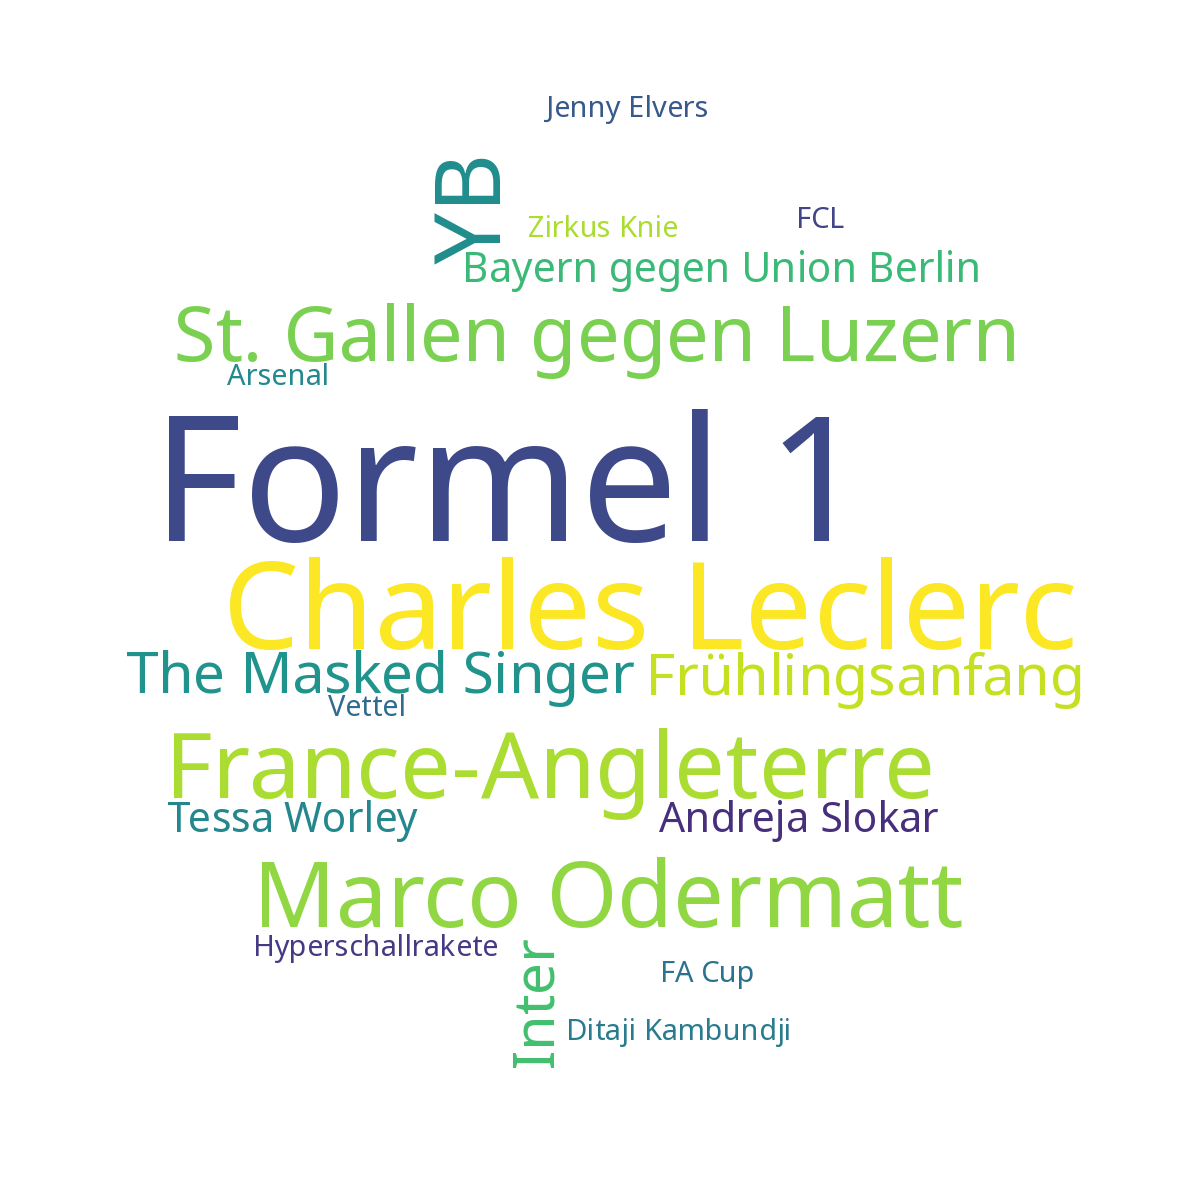 Jenny Elvers
YB
Zirkus Knie
FCL
Bayern gegen Union Berlin
St. Gallen gegen Luzern
Arsenal
Formel 1
Charles Leclerc
The Masked Singer
Frühlingsanfang
Vettel
France-Angleterre
Tessa Worley
Andreja Slokar
Marco Odermatt
Hyperschallrakete
Inter
FA Cup
Ditaji Kambundji